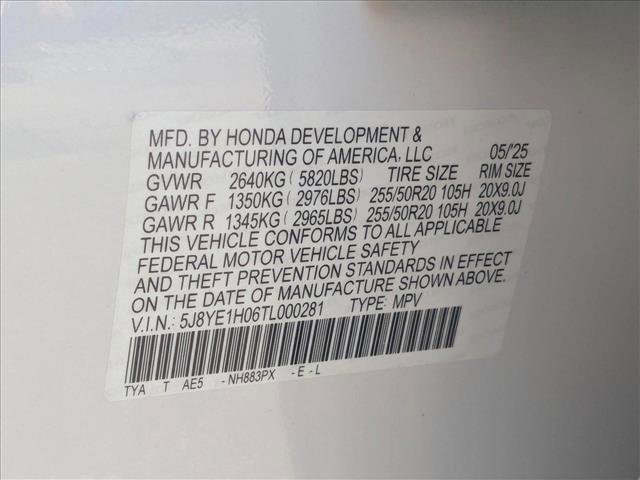 MFD. BY HONDA DEVELOPMENT &
MANUFACTURING OF AMERICA, LLC 05/'25
GVWR 2640KG ( 5820LBS) TIRE SIZE RIM SIZE
GAWR F 1350KG ( 2976LBS) 255/50R20 105H 20X9.0J
GAWR R 1345KG ( 2965LBS) 255/50R20 105H 20X9.0J
THIS VEHICLE CONFORMS TO ALL APPLICABLE
FEDERAL MOTOR VEHICLE SAFETY
AND THEFT PREVENTION STANDARDS IN EFFECT
ON THE DATE OF MANUFACTURE SHOWN ABOVE.
V.I.N.: 5J8YE1H06TL000281 TYPE: MPV
TYA T AE5 - NH883PX - E - L